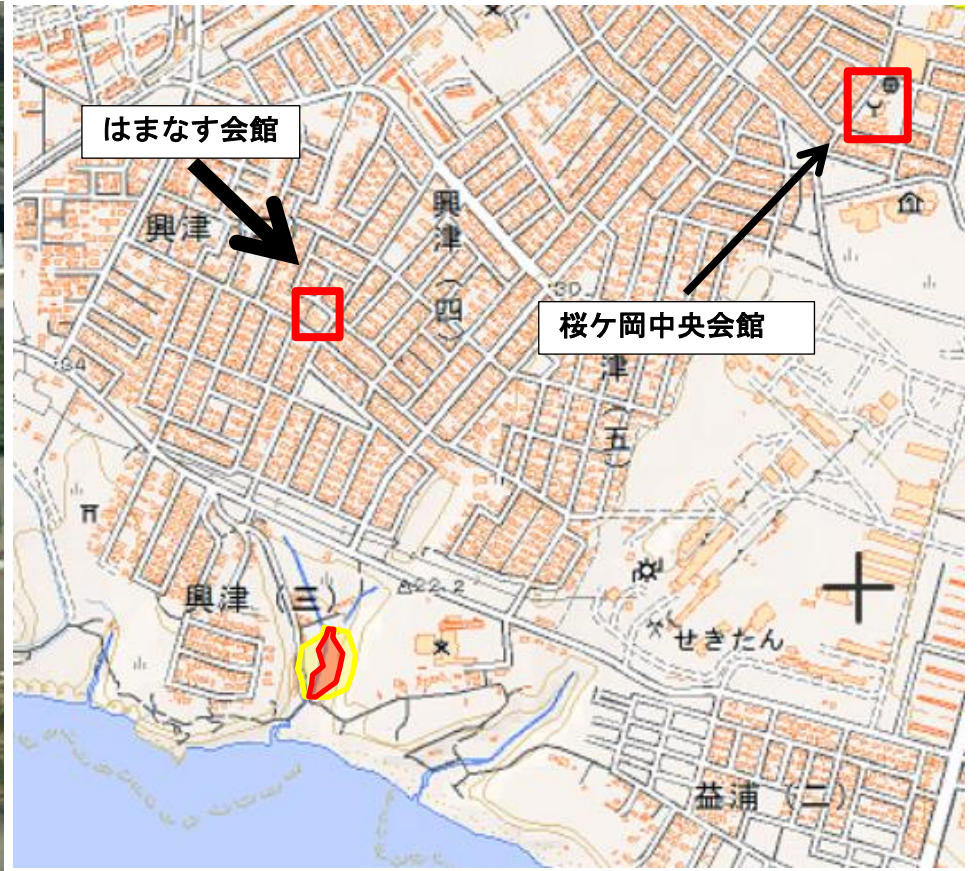 はまなす会館
興津
興津(四)
30
桜ケ岡中央会館
津(五)
34
22.2
興津(三)
せきたん
益浦(二)